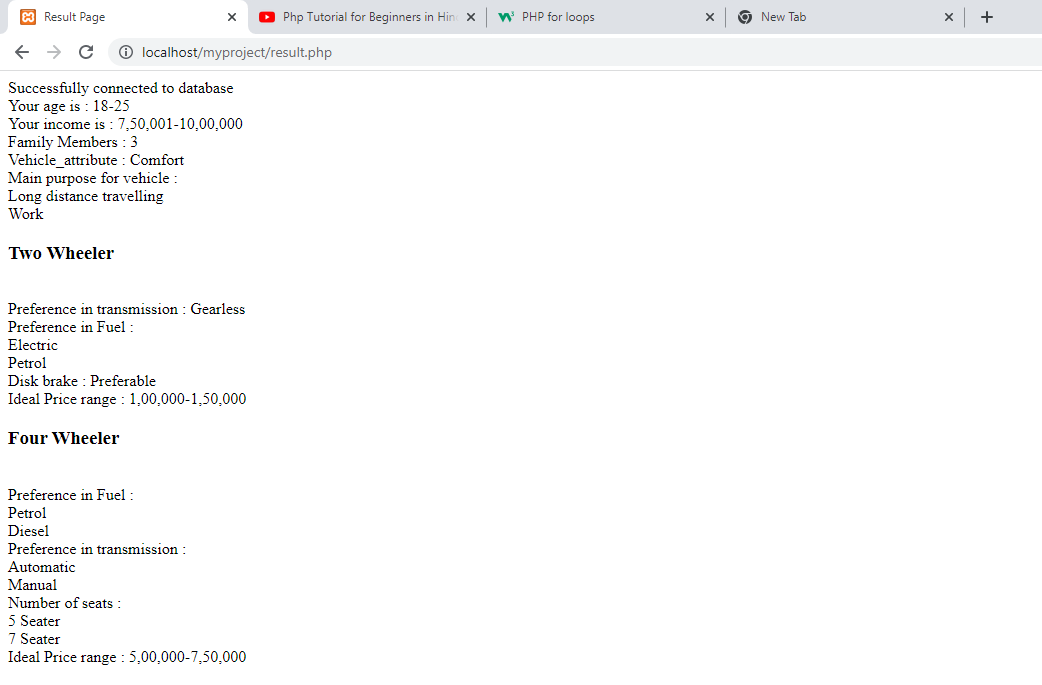 Result Page
Php Tutorial for Beginners in Hin
PHP for loops
New Tab
localhost/myproject/result.php
Successfully connected to database
Your age is : 18-25
Your income is : 7,50,001-10,00,000
Family Members : 3
Vehicle_attribute : Comfort
Main purpose for vehicle :
Long distance travelling
Work
Two Wheeler
Preference in transmission : Gearless
Preference in Fuel :
Electric
Petrol
Disk brake : Preferable
Ideal Price range : 1,00,000-1,50,000
Four Wheeler
Preference in Fuel :
Petrol
Diesel
Preference in transmission :
Automatic
Manual
Number of seats :
5 Seater
7 Seater
Ideal Price range : 5,00,000-7,50,000